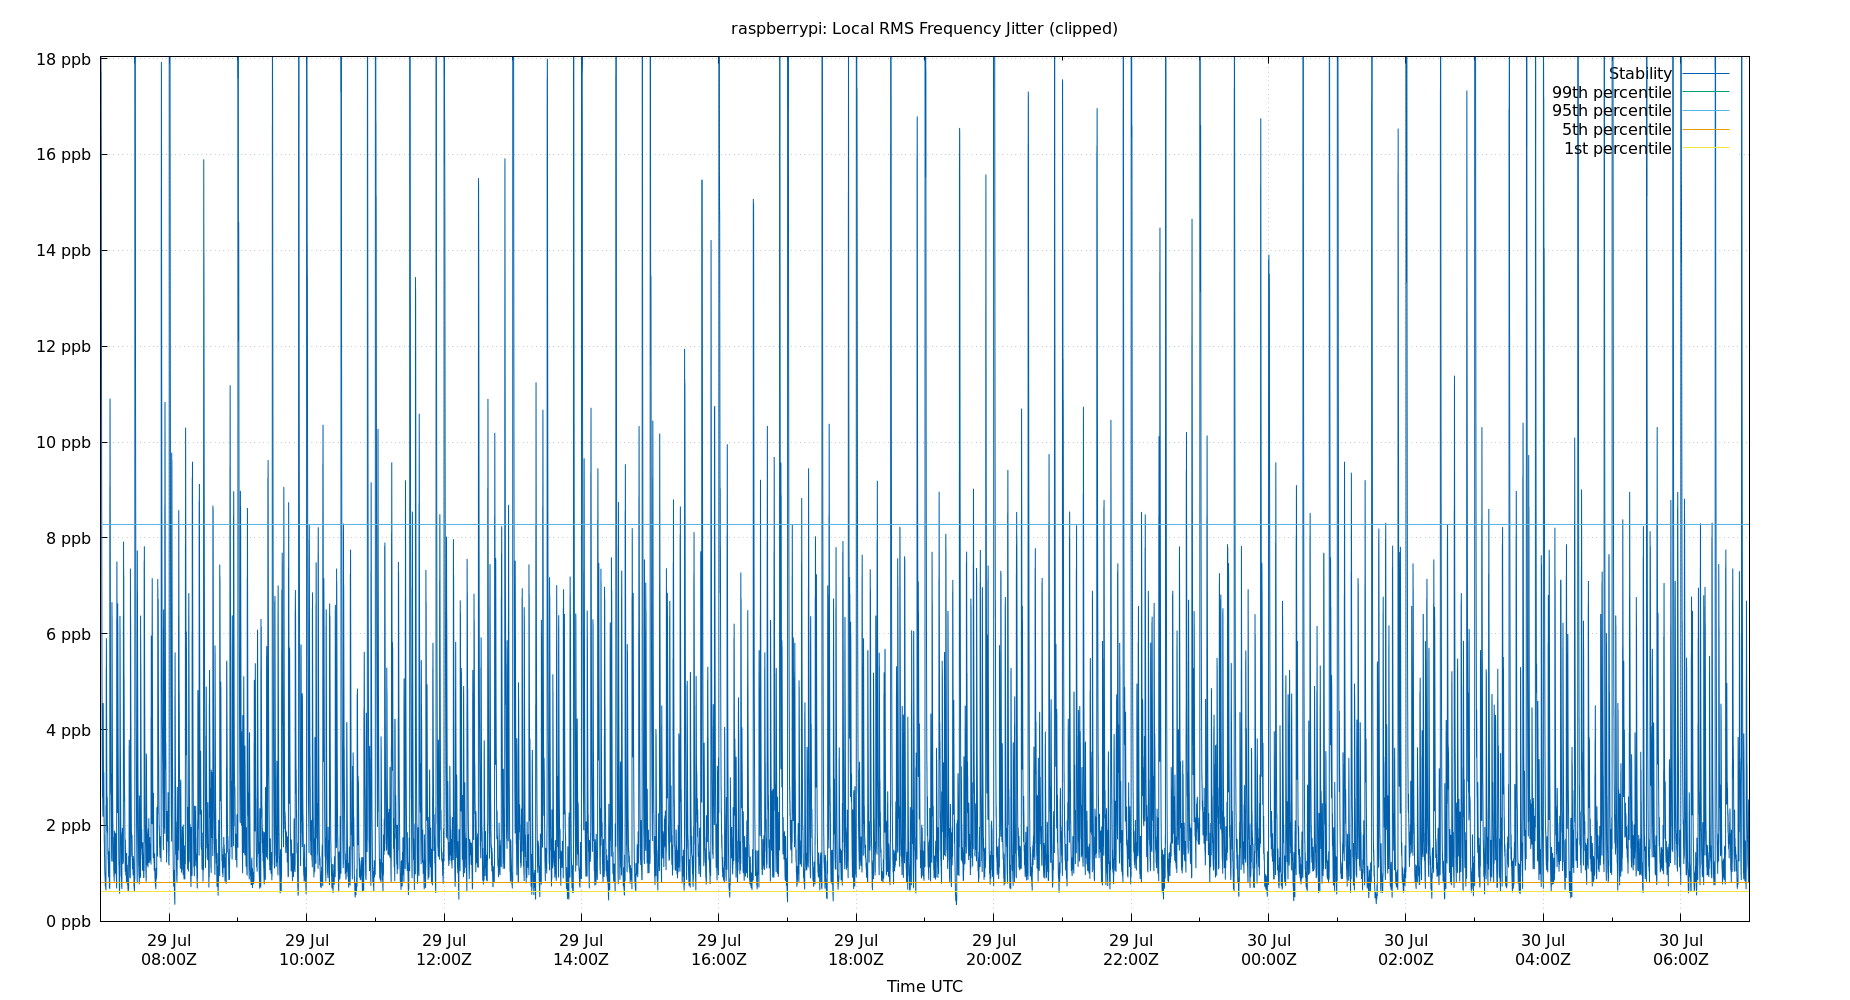 raspberrypi: Local RMS Frequency Jitter (clipped)
18 ppb
16 ppb
14 ppb
12 ppb
10 ppb
8 ppb
6 ppb
4 ppb
2 ppb
0 ppb
Stability
99th percentile
95th percentile
5th percentile
1st percentile
29 Jul 29 Jul 29 Jul 29 Jul 29 Jul 29 Jul 29 Jul 29 Jul 30 Jul 30 Jul 30 Jul 30 Jul
08:00Z 10:00Z 12:00Z 14:00Z 16:00Z 18:00Z 20:00Z 22:00Z 00:00Z 02:00Z 04:00Z 06:00Z
Time UTC